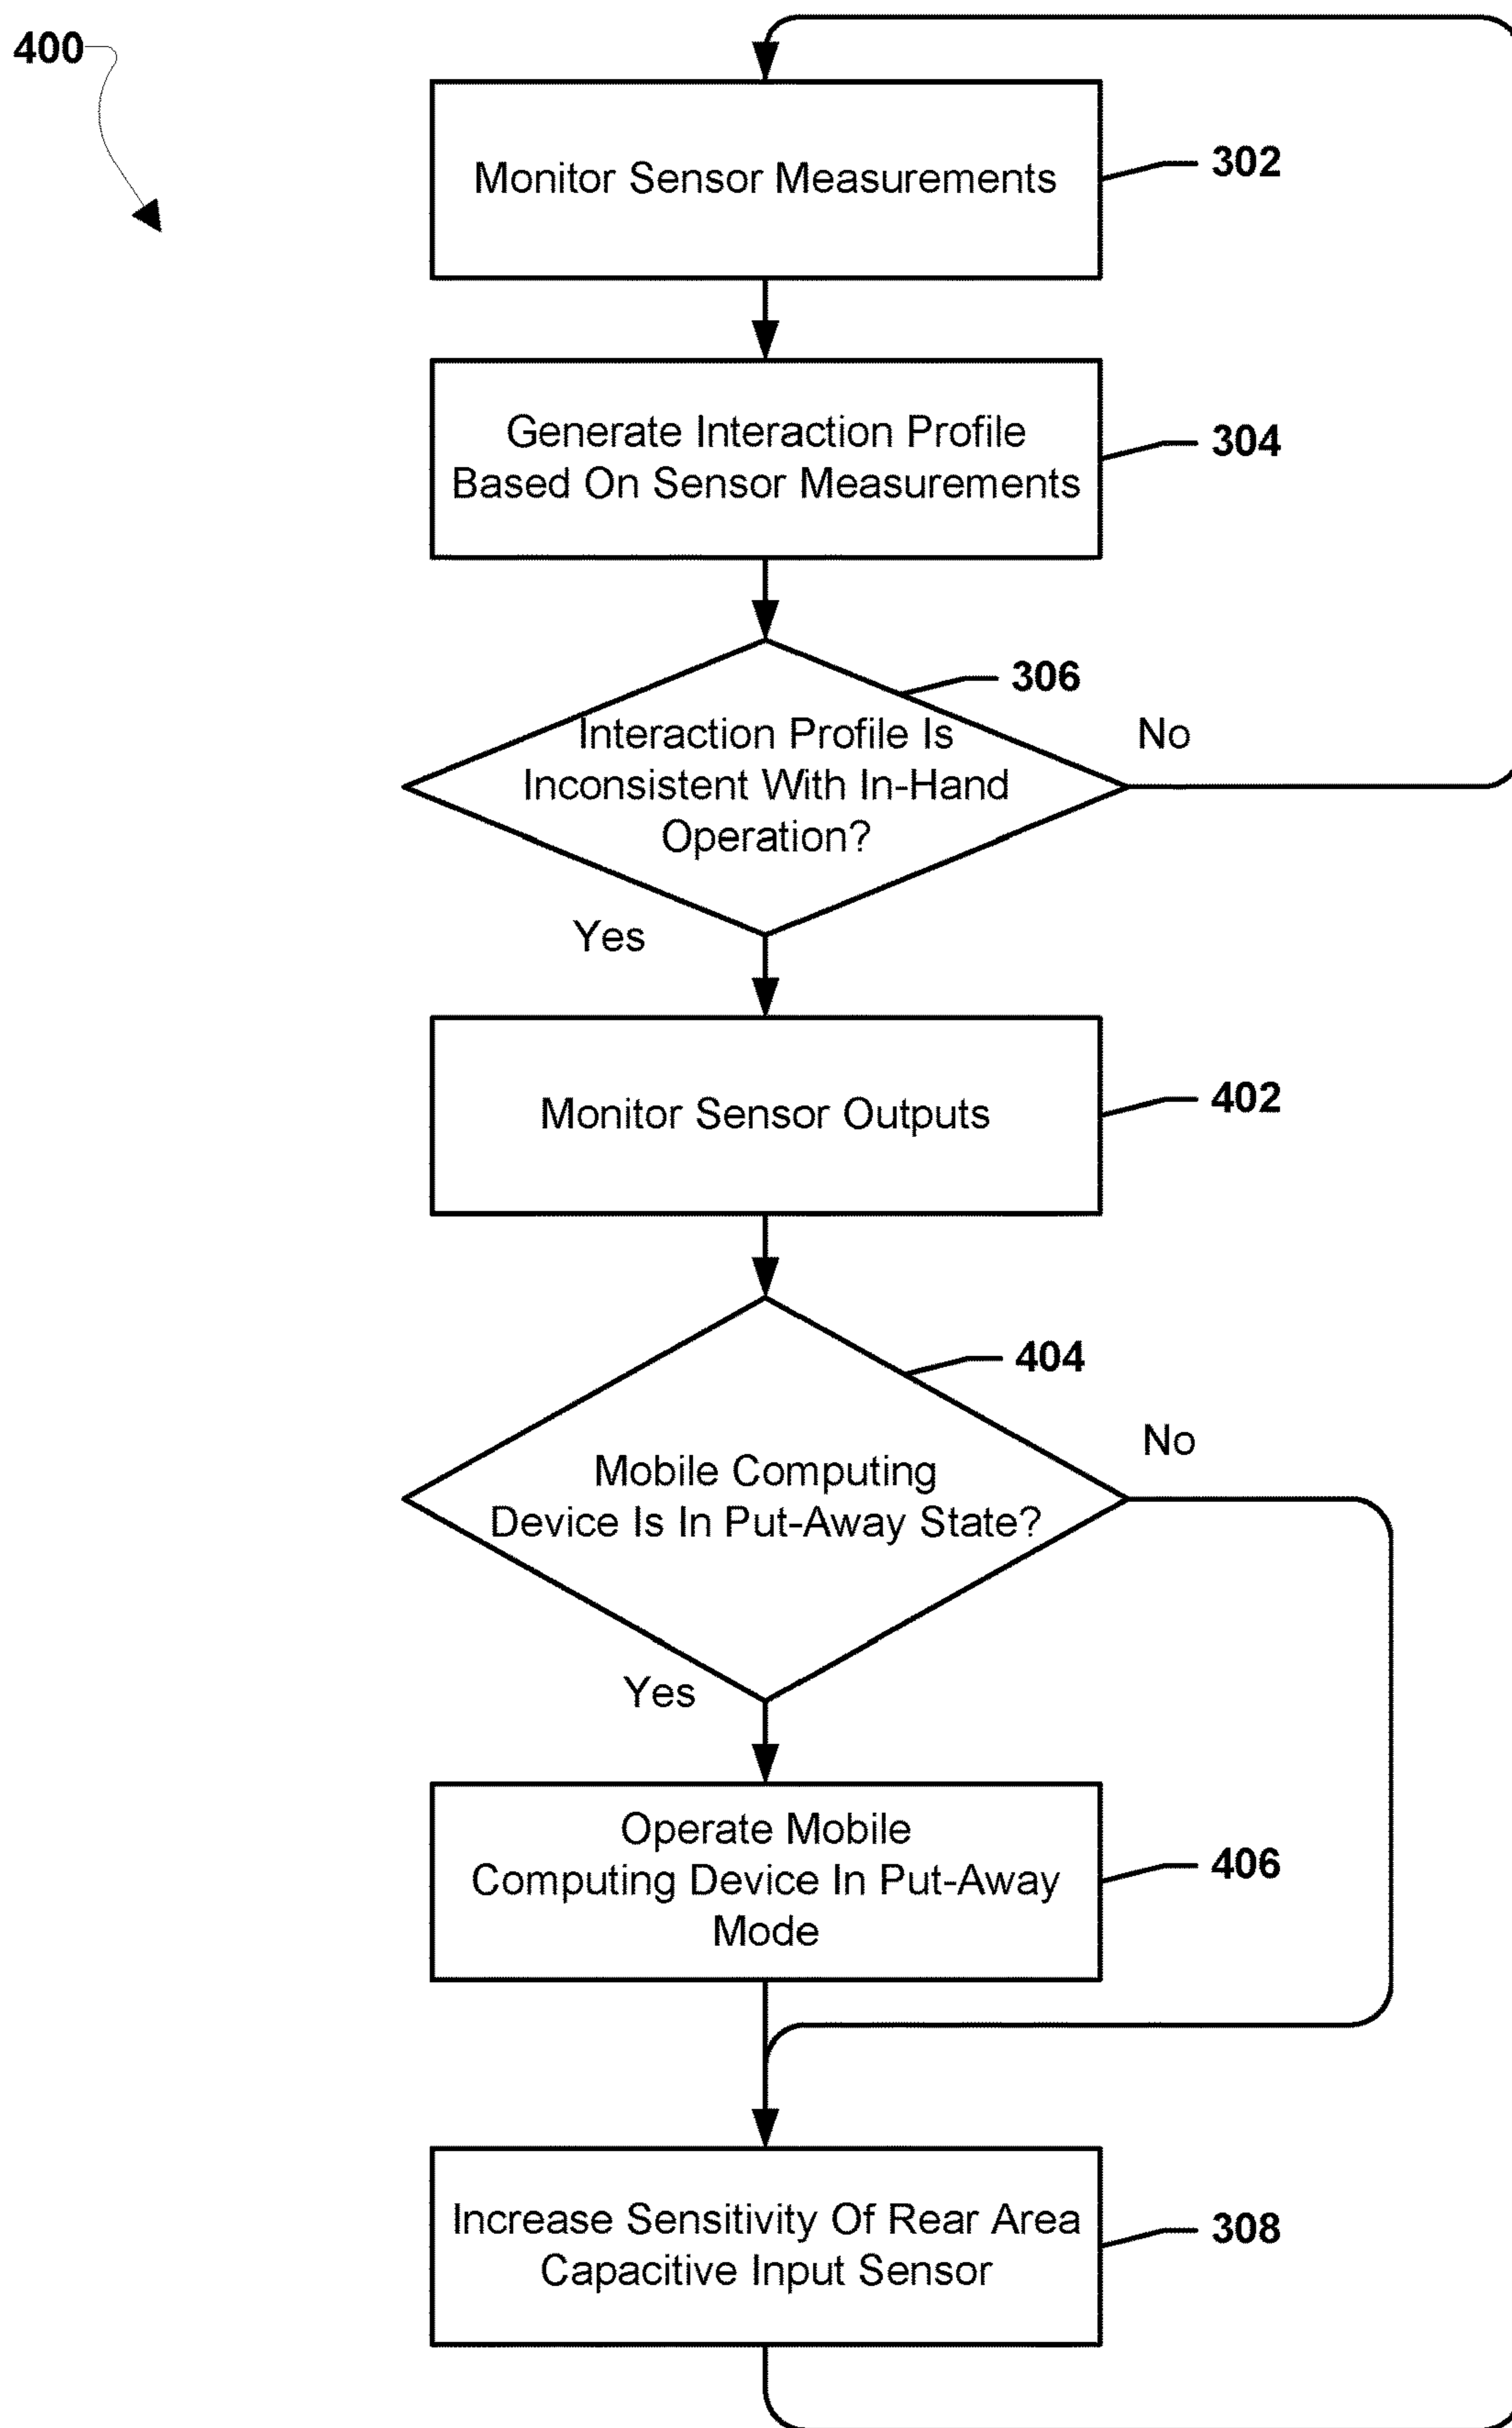 400
Monitor Sensor Measurements
302
Generate Interaction Profile
Based On Sensor Measurements
304
306
Interaction Profile Is
Inconsistent With In-Hand
Operation?
No
Yes
Monitor Sensor Outputs
402
404
Mobile Computing
Device Is In Put-Away State?
No
Yes
Operate Mobile
Computing Device In Put-Away
Mode
406
Increase Sensitivity Of Rear Area
Capacitive Input Sensor
308